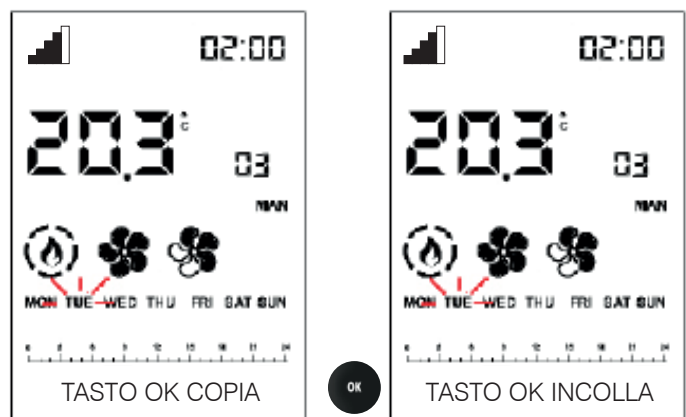 02:00
20.3 °C
03
MAN
MON TUE WED THU FRI SAT SUN
TASTO OK COPIA
OK
02:00
20.3 °C
03
MAN
MON TUE WED THU FRI SAT SUN
TASTO OK INCOLLA